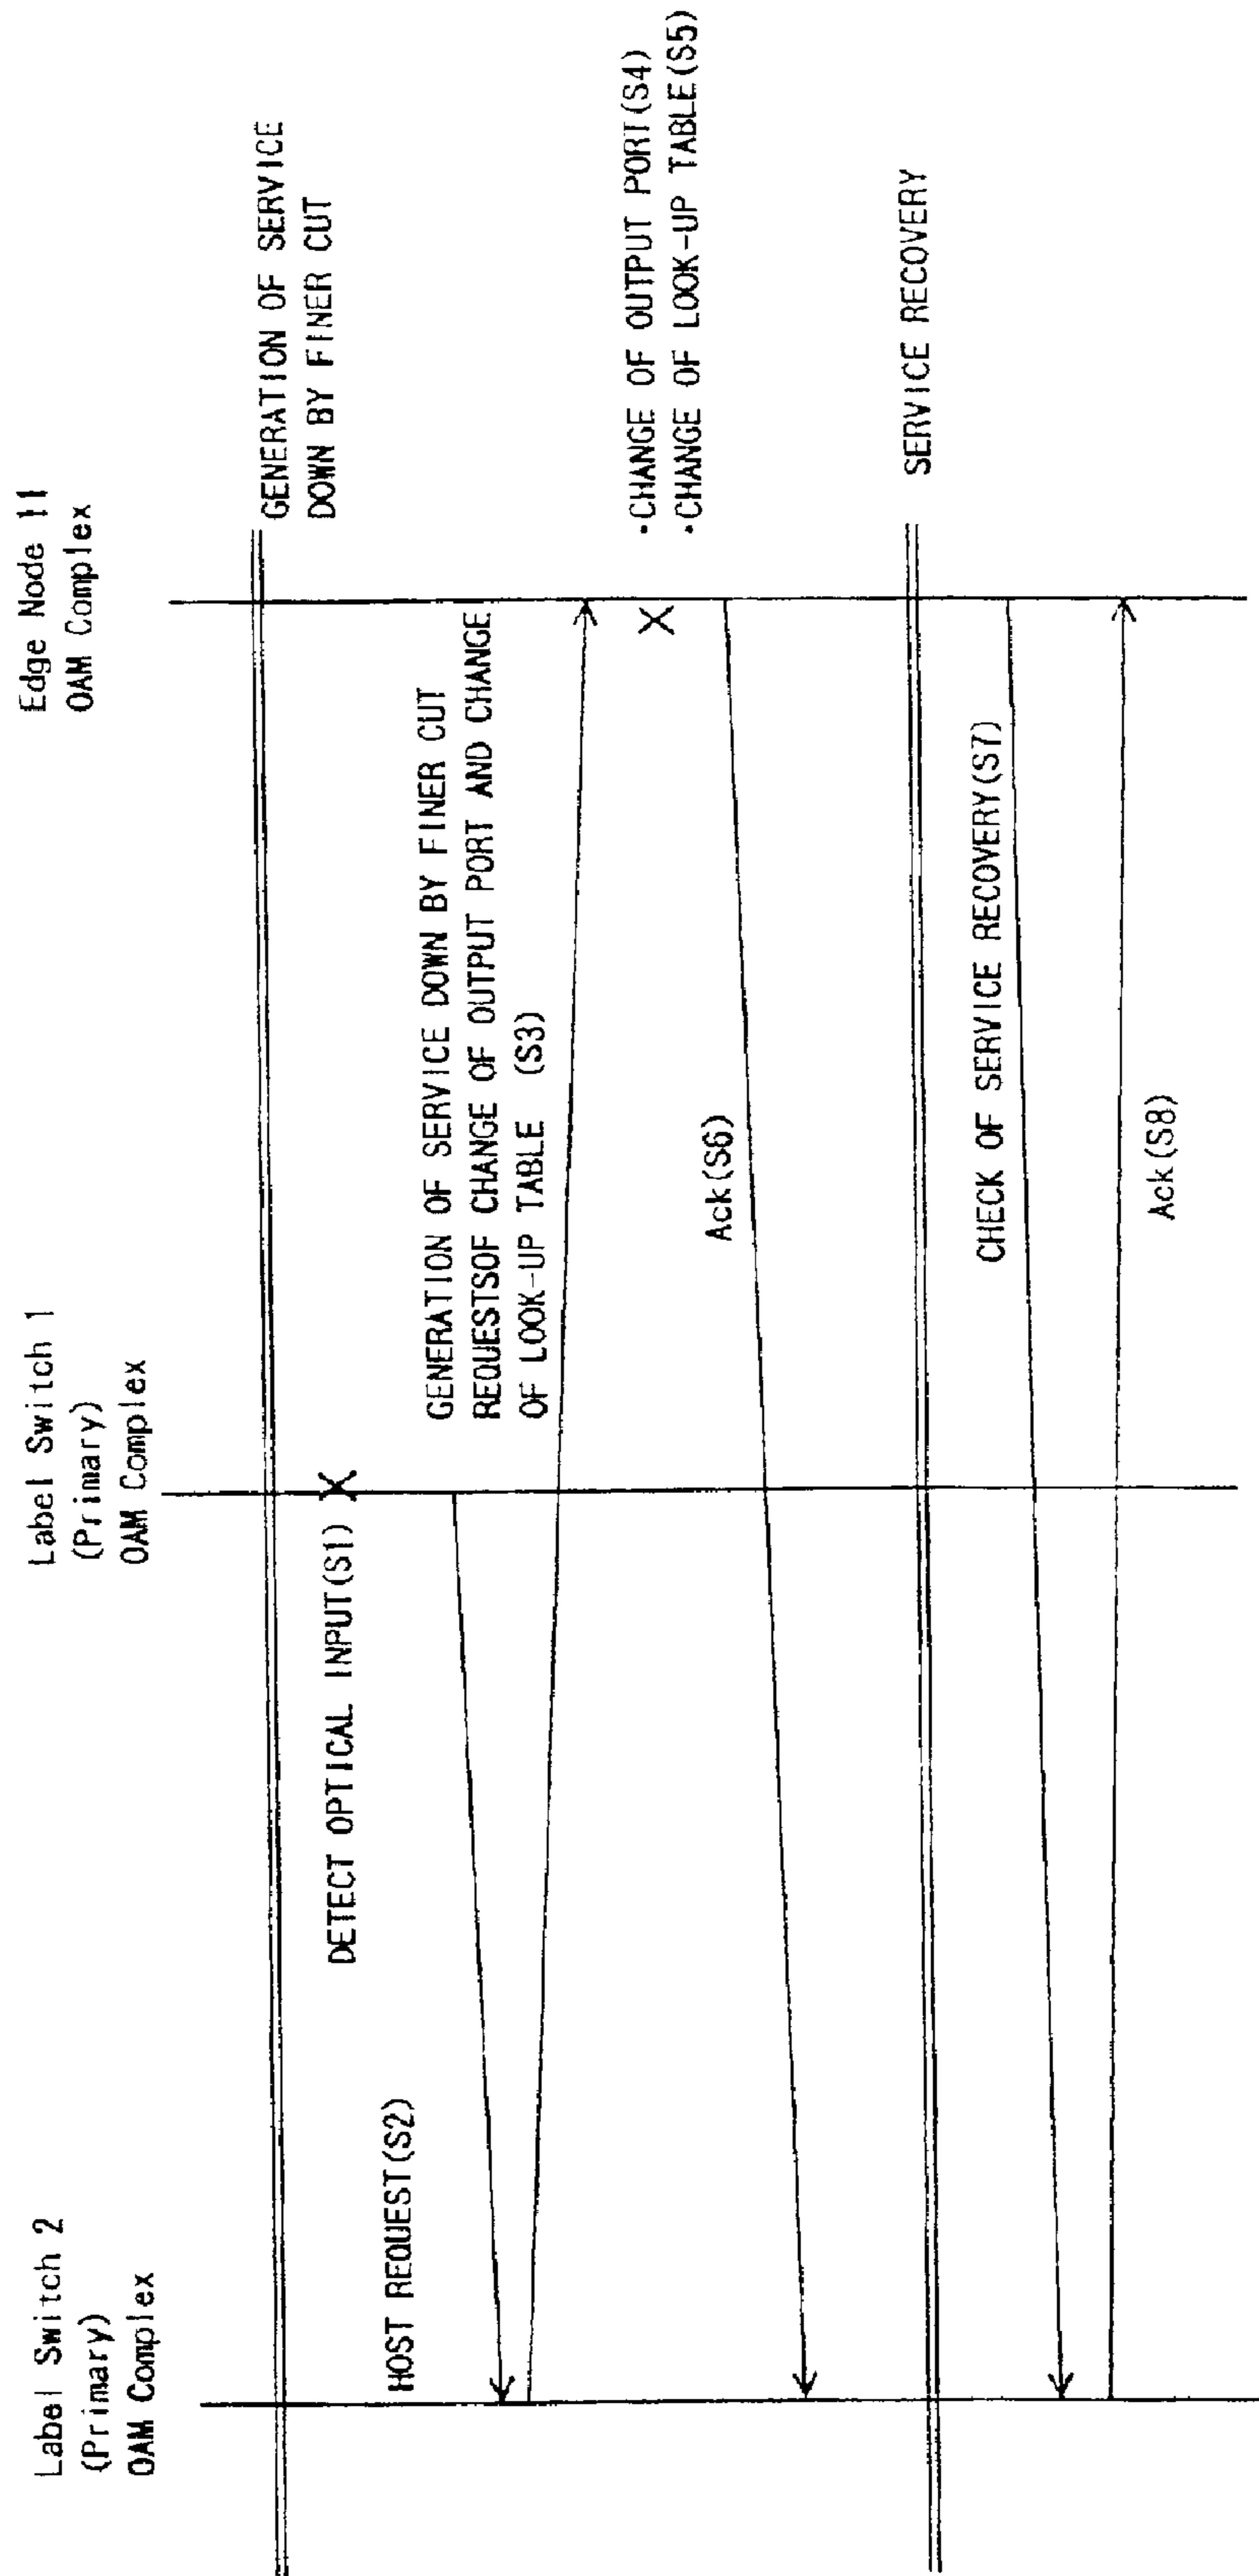 Label Switch 2
(Primary)
OAM Complex
Label Switch 1
(Primary)
OAM Complex
Edge Node 11
OAM Complex
GENERATION OF SERVICE
DOWN BY FINER CUT
DETECT OPTICAL INPUT(S1)
HOST REQUEST(S2)
GENERATION OF SERVICE DOWN BY FINER CUT
REQUESTSOF CHANGE OF OUTPUT PORT AND CHANGE
OF LOOK-UP TABLE (S3)
•CHANGE OF OUTPUT PORT(S4)
•CHANGE OF LOOK-UP TABLE(S5)
Ack(S6)
SERVICE RECOVERY
CHECK OF SERVICE RECOVERY(S7)
Ack(S8)